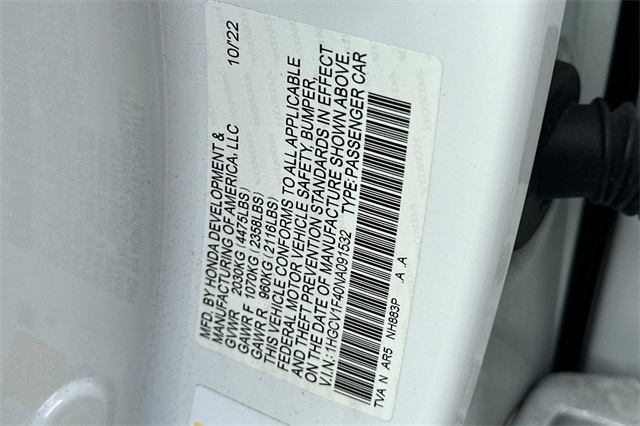 MFD. BY HONDA DEVELOPMENT & 10/22
MANUFACTURING OF AMERICA, LLC
GVWR 2030KG (4475LBS)
GAWR F 1070KG (2358LBS)
GAWR R 960KG (2116LBS)
THIS VEHICLE CONFORMS TO ALL APPLICABLE
FEDERAL MOTOR VEHICLE SAFETY, BUMPER,
AND THEFT PREVENTION STANDARDS IN EFFECT
ON THE DATE OF MANUFACTURE SHOWN ABOVE.
V.I.N.: 1HGCV1F40NA091532 TYPE:PASSENGER CAR
TVA N AR5 NH883P A A